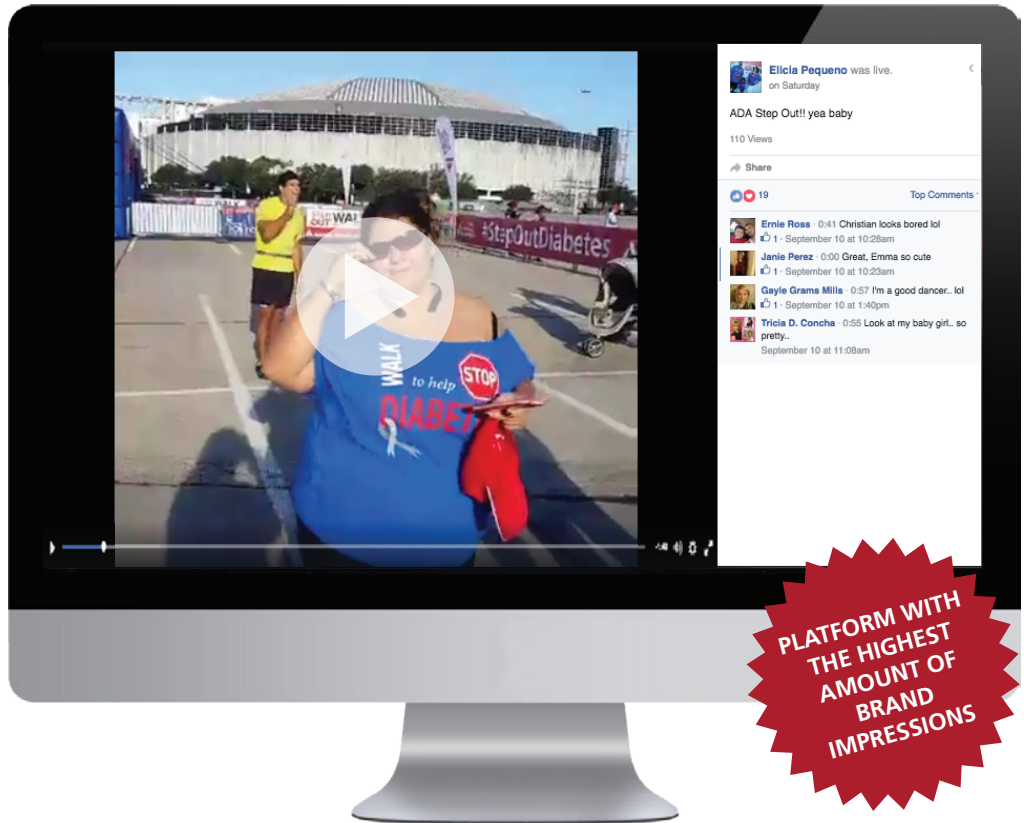 Elicia Pequeno was live.
on Saturday
ADA Step Out!! yea baby
110 Views
Share
19
Top Comments
Ernie Ross · 0:41 Christian looks bored lol
1 · September 10 at 10:28am
Janie Perez · 0:00 Great, Emma so cute
1 · September 10 at 10:23am
Gayle Grams Mills · 0:57 I'm a good dancer.. lol
1 · September 10 at 1:40pm
Tricia D. Concha · 0:55 Look at my baby girl.. so
pretty..
September 10 at 11:08am
OUT WAL
#StepOutDiabetes
WALK
to help
STOP
DIABET
PLATFORM WITH
THE HIGHEST
AMOUNT OF
BRAND
IMPRESSIONS